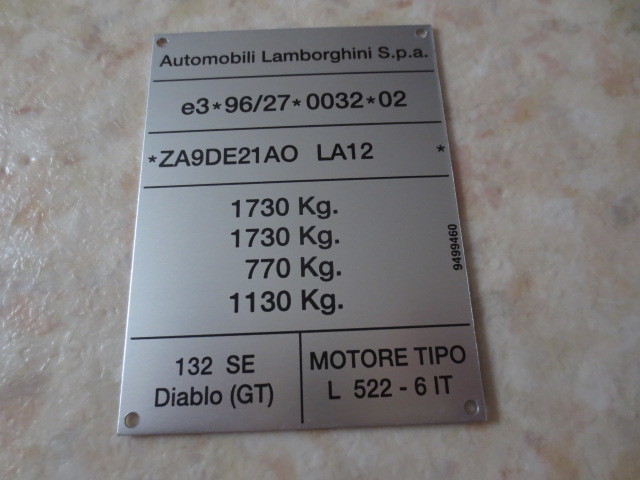 Automobili Lamborghini S.p.a.
e3*96/27*0032*02
*ZA9DE21AO LA12 *
1730 Kg.
1730 Kg.
770 Kg.
1130 Kg.
9499460
132 SE
Diablo (GT)
MOTORE TIPO
L 522 - 6 IT